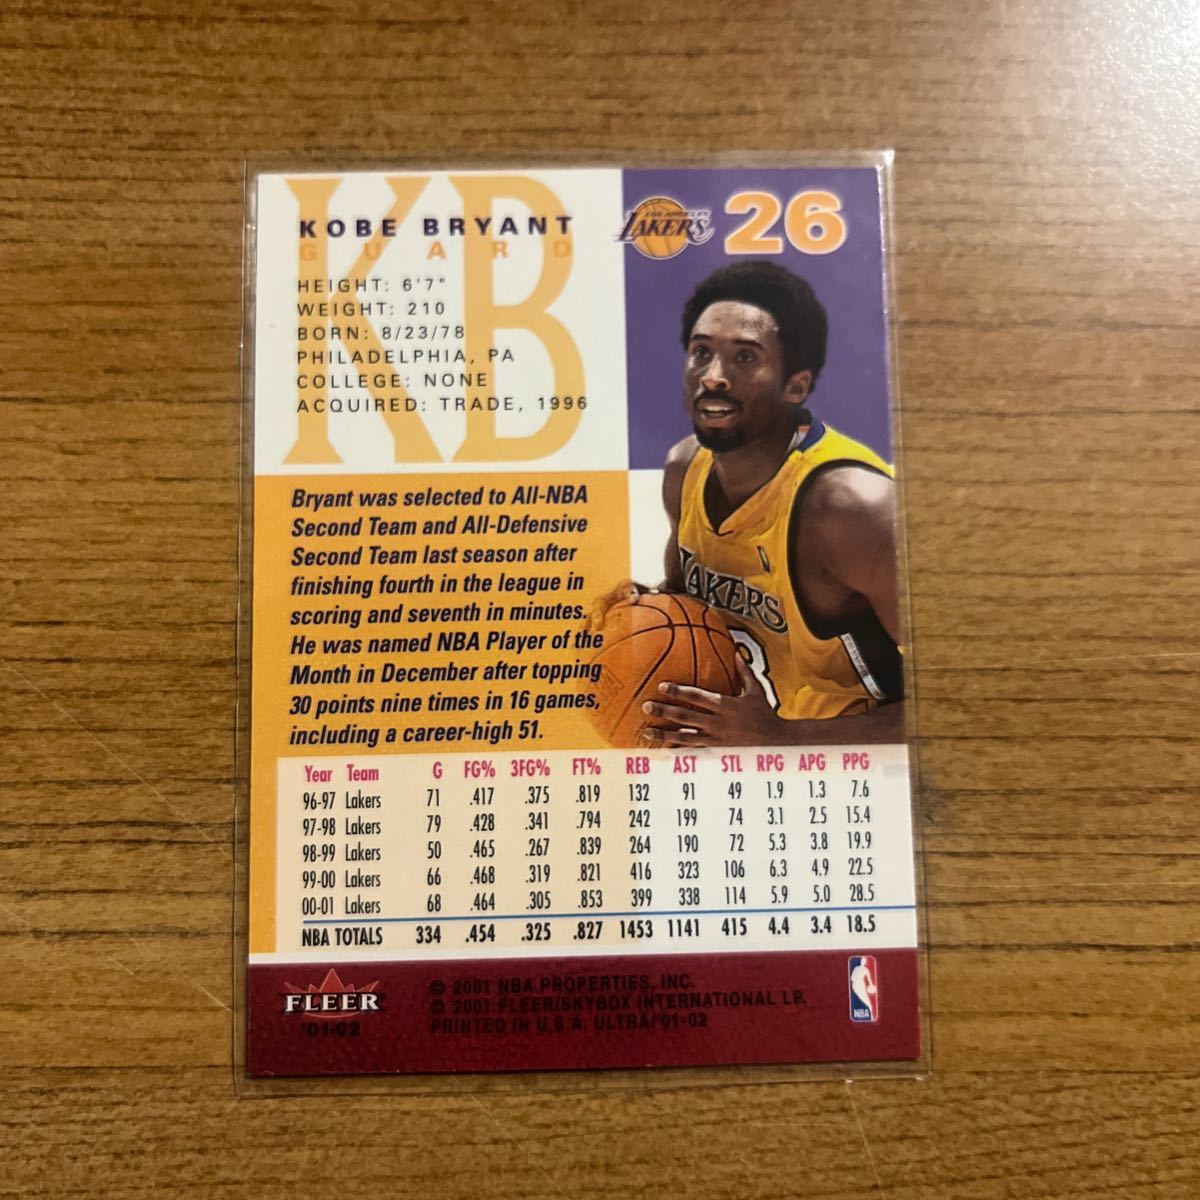 KB
KOBE BRYANT
GUARD
HEIGHT: 6'7"
WEIGHT: 210
BORN: 8/23/78
PHILADELPHIA, PA
COLLEGE: NONE
ACQUIRED: TRADE, 1996
LOS ANGELES
LAKERS
26
Bryant was selected to All-NBA
Second Team and All-Defensive
Second Team last season after
finishing fourth in the league in
scoring and seventh in minutes.
He was named NBA Player of the
Month in December after topping
30 points nine times in 16 games,
including a career-high 51.
LAKERS
8
Year Team G FG% 3FG% FT% REB AST STL RPG APG PPG
96-97 Lakers 71 .417 .375 .819 132 91 49 1.9 1.3 7.6
97-98 Lakers 79 .428 .341 .794 242 199 74 3.1 2.5 15.4
98-99 Lakers 50 .465 .267 .839 264 190 72 5.3 3.8 19.9
99-00 Lakers 66 .468 .319 .821 416 323 106 6.3 4.9 22.5
00-01 Lakers 68 .464 .305 .853 399 338 114 5.9 5.0 28.5
NBA TOTALS 334 .454 .325 .827 1453 1141 415 4.4 3.4 18.5
FLEER
'01-02
© 2001 NBA PROPERTIES, INC.
© 2001 FLEER/SKYBOX INTERNATIONAL LP,
PRINTED IN U.S.A. ULTRA/'01-02
NBA